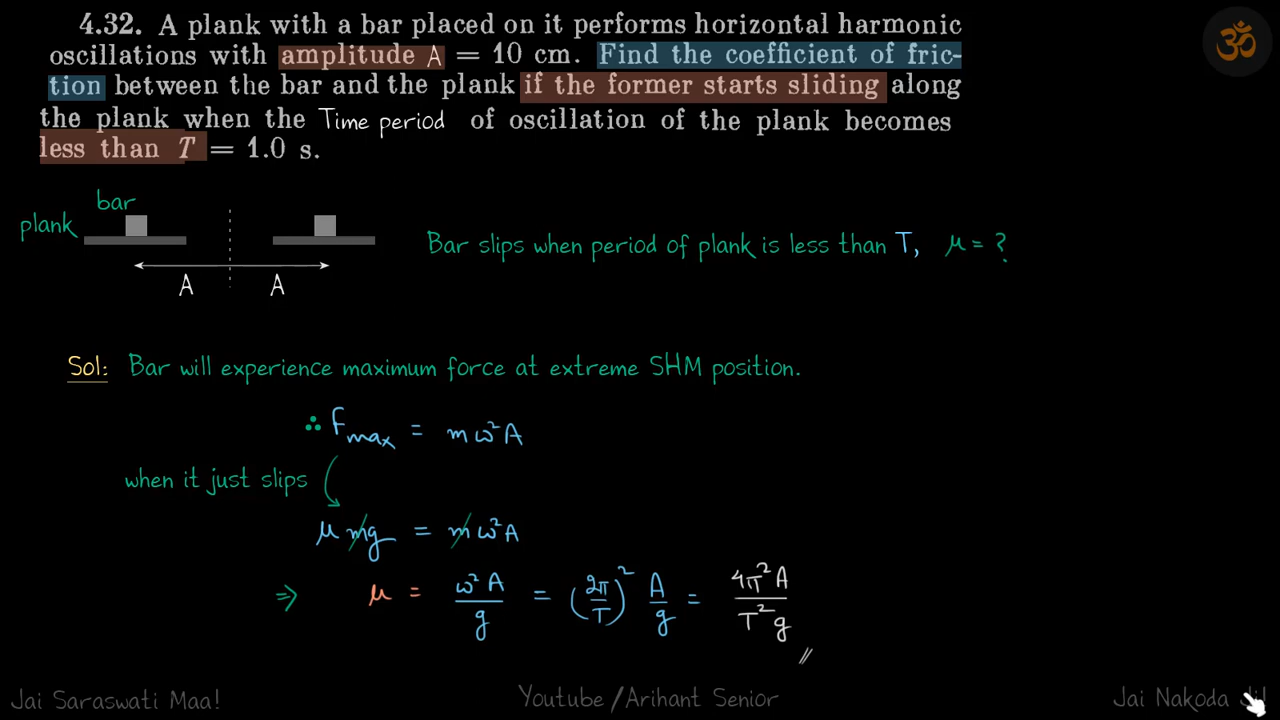 4.32. A plank with a bar placed on it performs horizontal harmonic
oscillations with amplitude A = 10 cm. Find the coefficient of fric-
tion between the bar and the plank if the former starts sliding along
the plank when the Time period of oscillation of the plank becomes
less than T = 1.0 s.
ॐ
bar
plank
A A
Bar slips when period of plank is less than T, μ = ?
Sol: Bar will experience maximum force at extreme SHM position.
∴ Fmax = mω²A
when it just slips
μmg = mω²A
⇒ μ = ω²A/g = (2π/T)² A/g = 4π²A/T²g //
Jai Saraswati Maa! Youtube/Arihant Senior Jai Nakoda Ji!